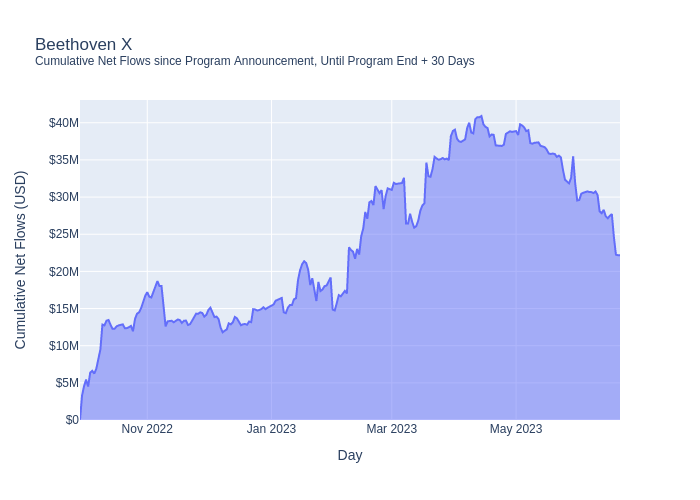 Beethoven X
Cumulative Net Flows since Program Announcement, Until Program End + 30 Days
Cumulative Net Flows (USD)
$40M
$35M
$30M
$25M
$20M
$15M
$10M
$5M
$0
Nov 2022
Jan 2023
Mar 2023
May 2023
Day